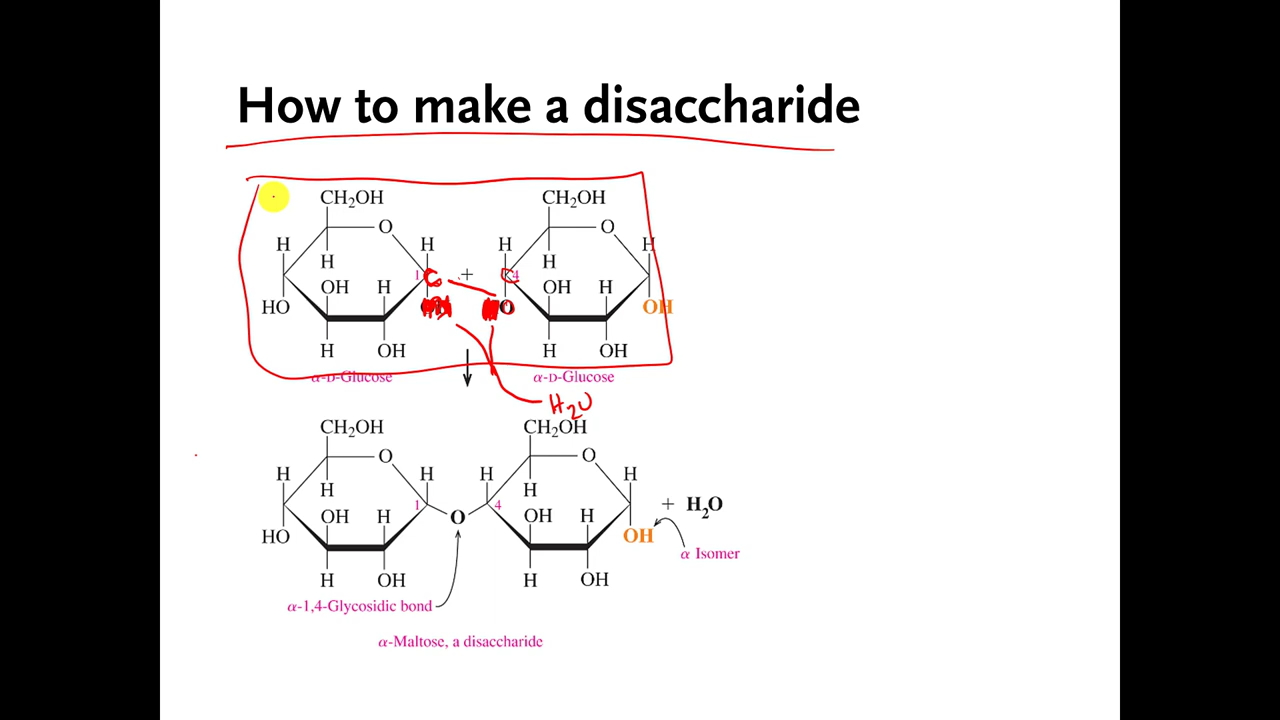 How to make a disaccharide
CH₂OH CH₂OH
O O
H H H H
H H
1 C + C 4
OH H OH H
HO O OH
H OH H OH
α-D-Glucose α-D-Glucose
H₂O
CH₂OH CH₂OH
O O
H H H H
H H
1 4 + H₂O
OH H O OH H
HO OH
α Isomer
H OH H OH
α-1,4-Glycosidic bond
α-Maltose, a disaccharide